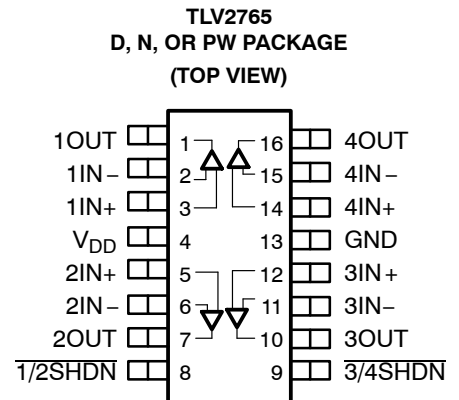 TLV2765
D, N, OR PW PACKAGE
(TOP VIEW)
1OUT 1 16 4OUT
1IN− 2 15 4IN−
1IN+ 3 14 4IN+
VDD 4 13 GND
2IN+ 5 12 3IN+
2IN− 6 11 3IN−
2OUT 7 10 3OUT
1/2SHDN 8 9 3/4SHDN